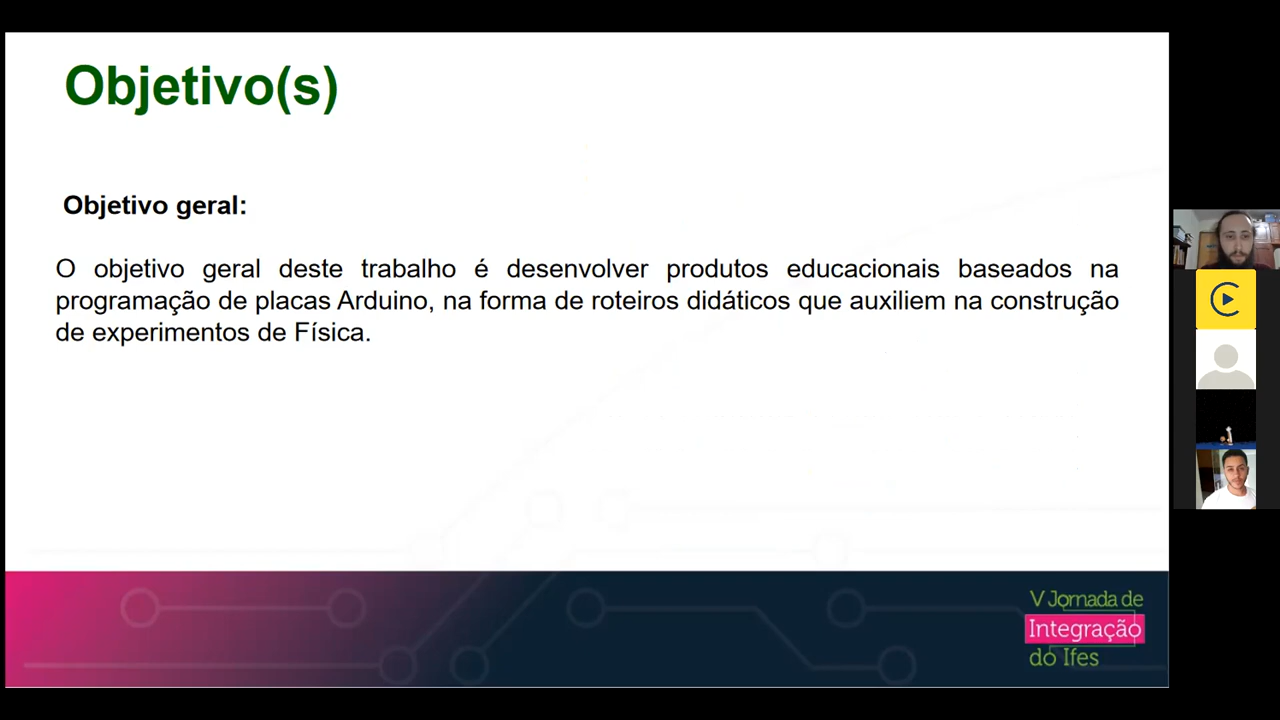 Objetivo(s)
Objetivo geral:
O objetivo geral deste trabalho é desenvolver produtos educacionais baseados na
programação de placas Arduino, na forma de roteiros didáticos que auxiliem na construção
de experimentos de Física.
V Jornada de
Integração
do Ifes